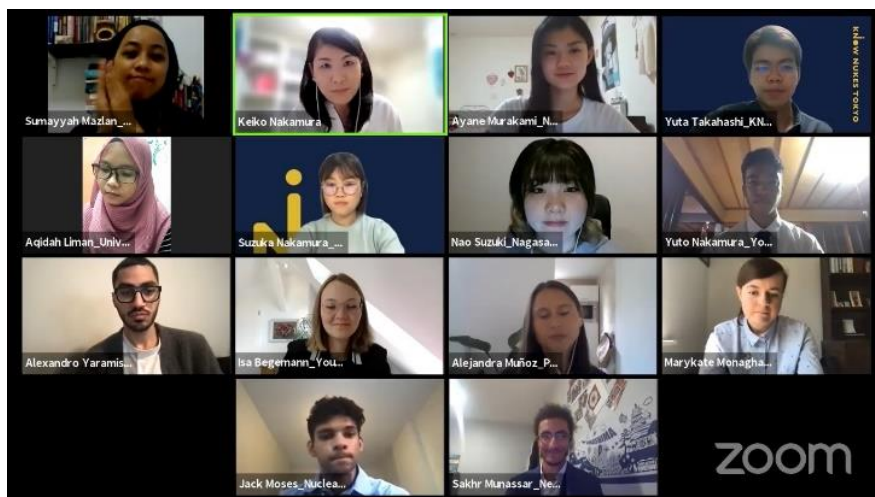 Sumayyah Mazlan_...
Keiko Nakamura
Ayane Murakami_N...
KNOW NUKES TOKYO
Yuta Takahashi_KN...
Aqidah Liman_Univ...
Suzuka Nakamura_...
Nao Suzuki_Nagasa...
Yuto Nakamura_Yo...
Alexandro Yaramis...
Isa Begemann_You...
Alejandra Muñoz_P...
Marykate Monagha...
Jack Moses_Nuclea...
Sakhr Munassar_Ne...
zoom